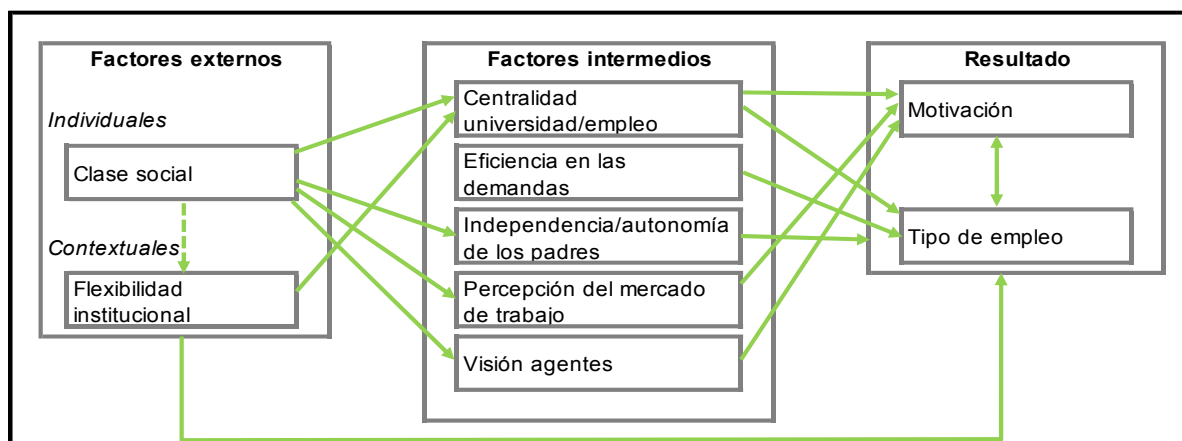 Factores externos
Individuales
Clase social
Contextuales
Flexibilidad
institucional
Factores intermedios
Centralidad
universidad/empleo
Eficiencia en las
demandas
Independencia/autonomía
de los padres
Percepción del mercado
de trabajo
Visión agentes
Resultado
Motivación
Tipo de empleo